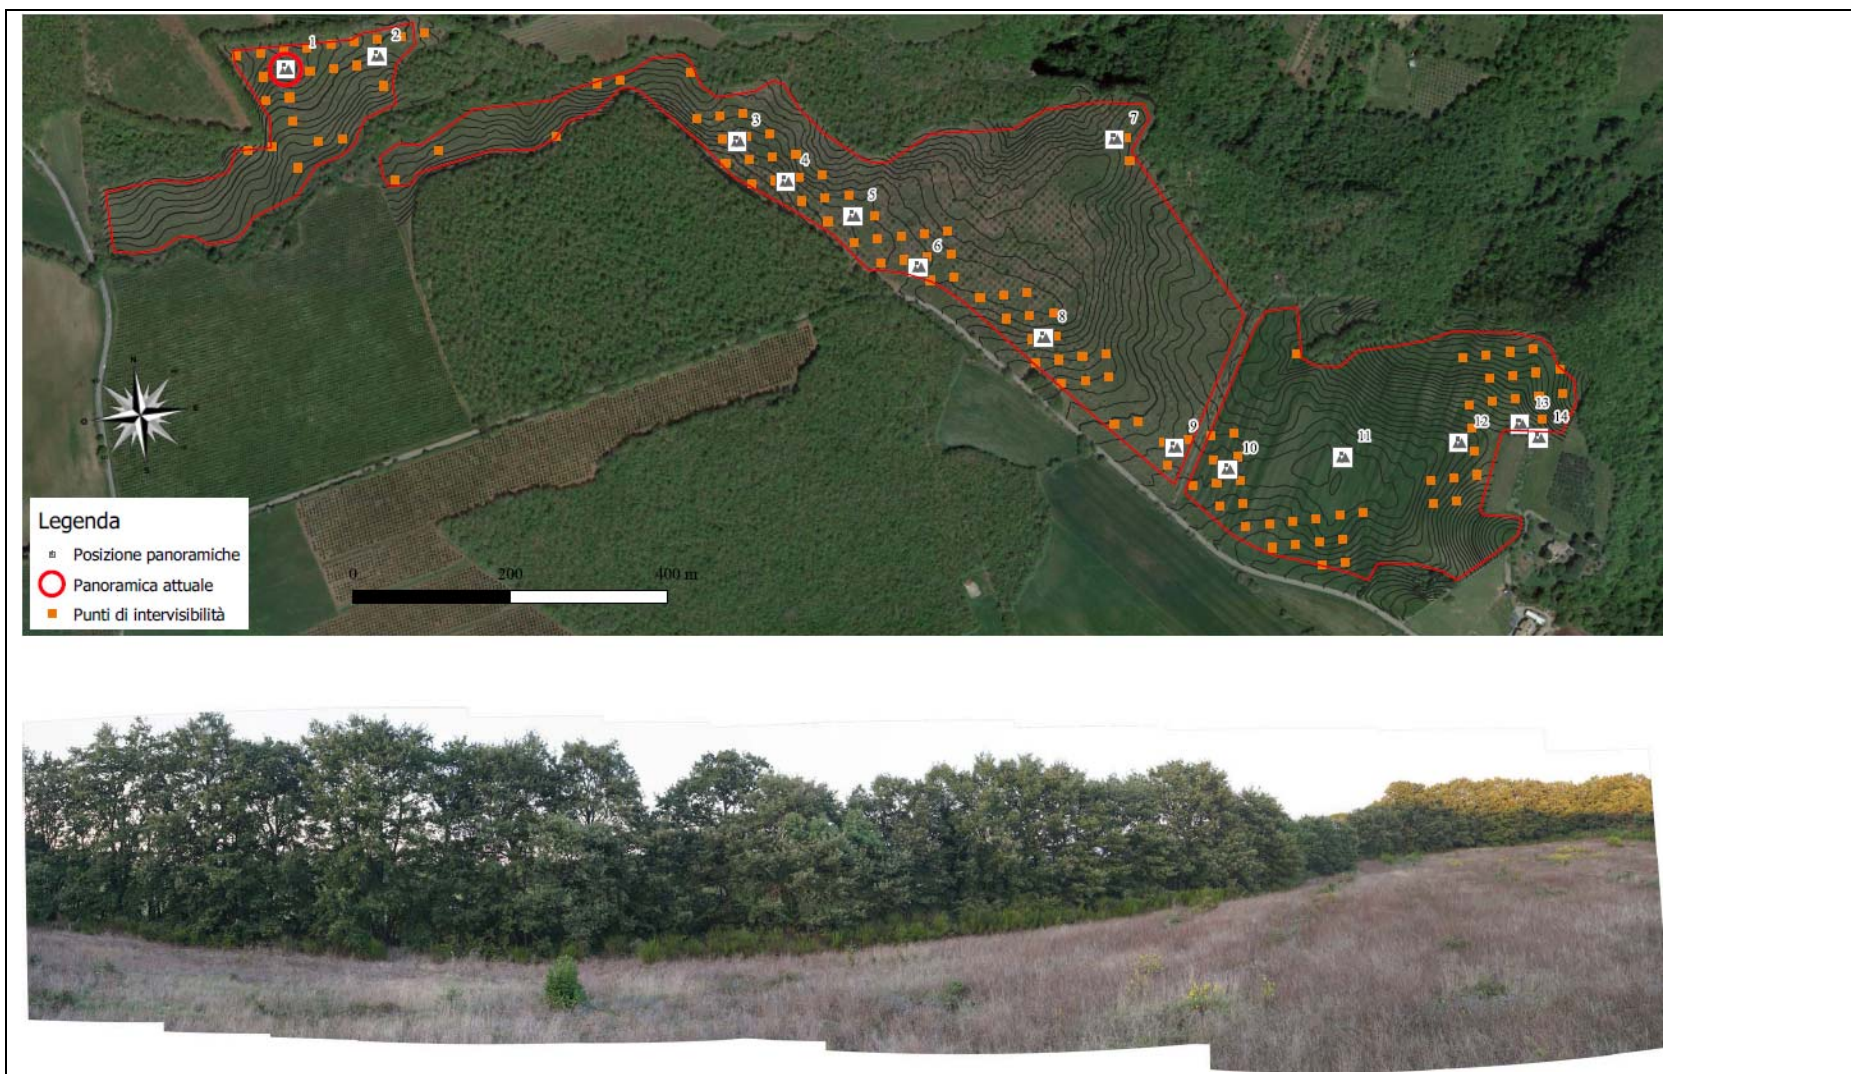 1
2
3
4
5
6
7
8
9
10
11
12
13
14
N
E
S
O
Legenda
Posizione panoramiche
Panoramica attuale
Punti di intervisibilità
0 200 400 m